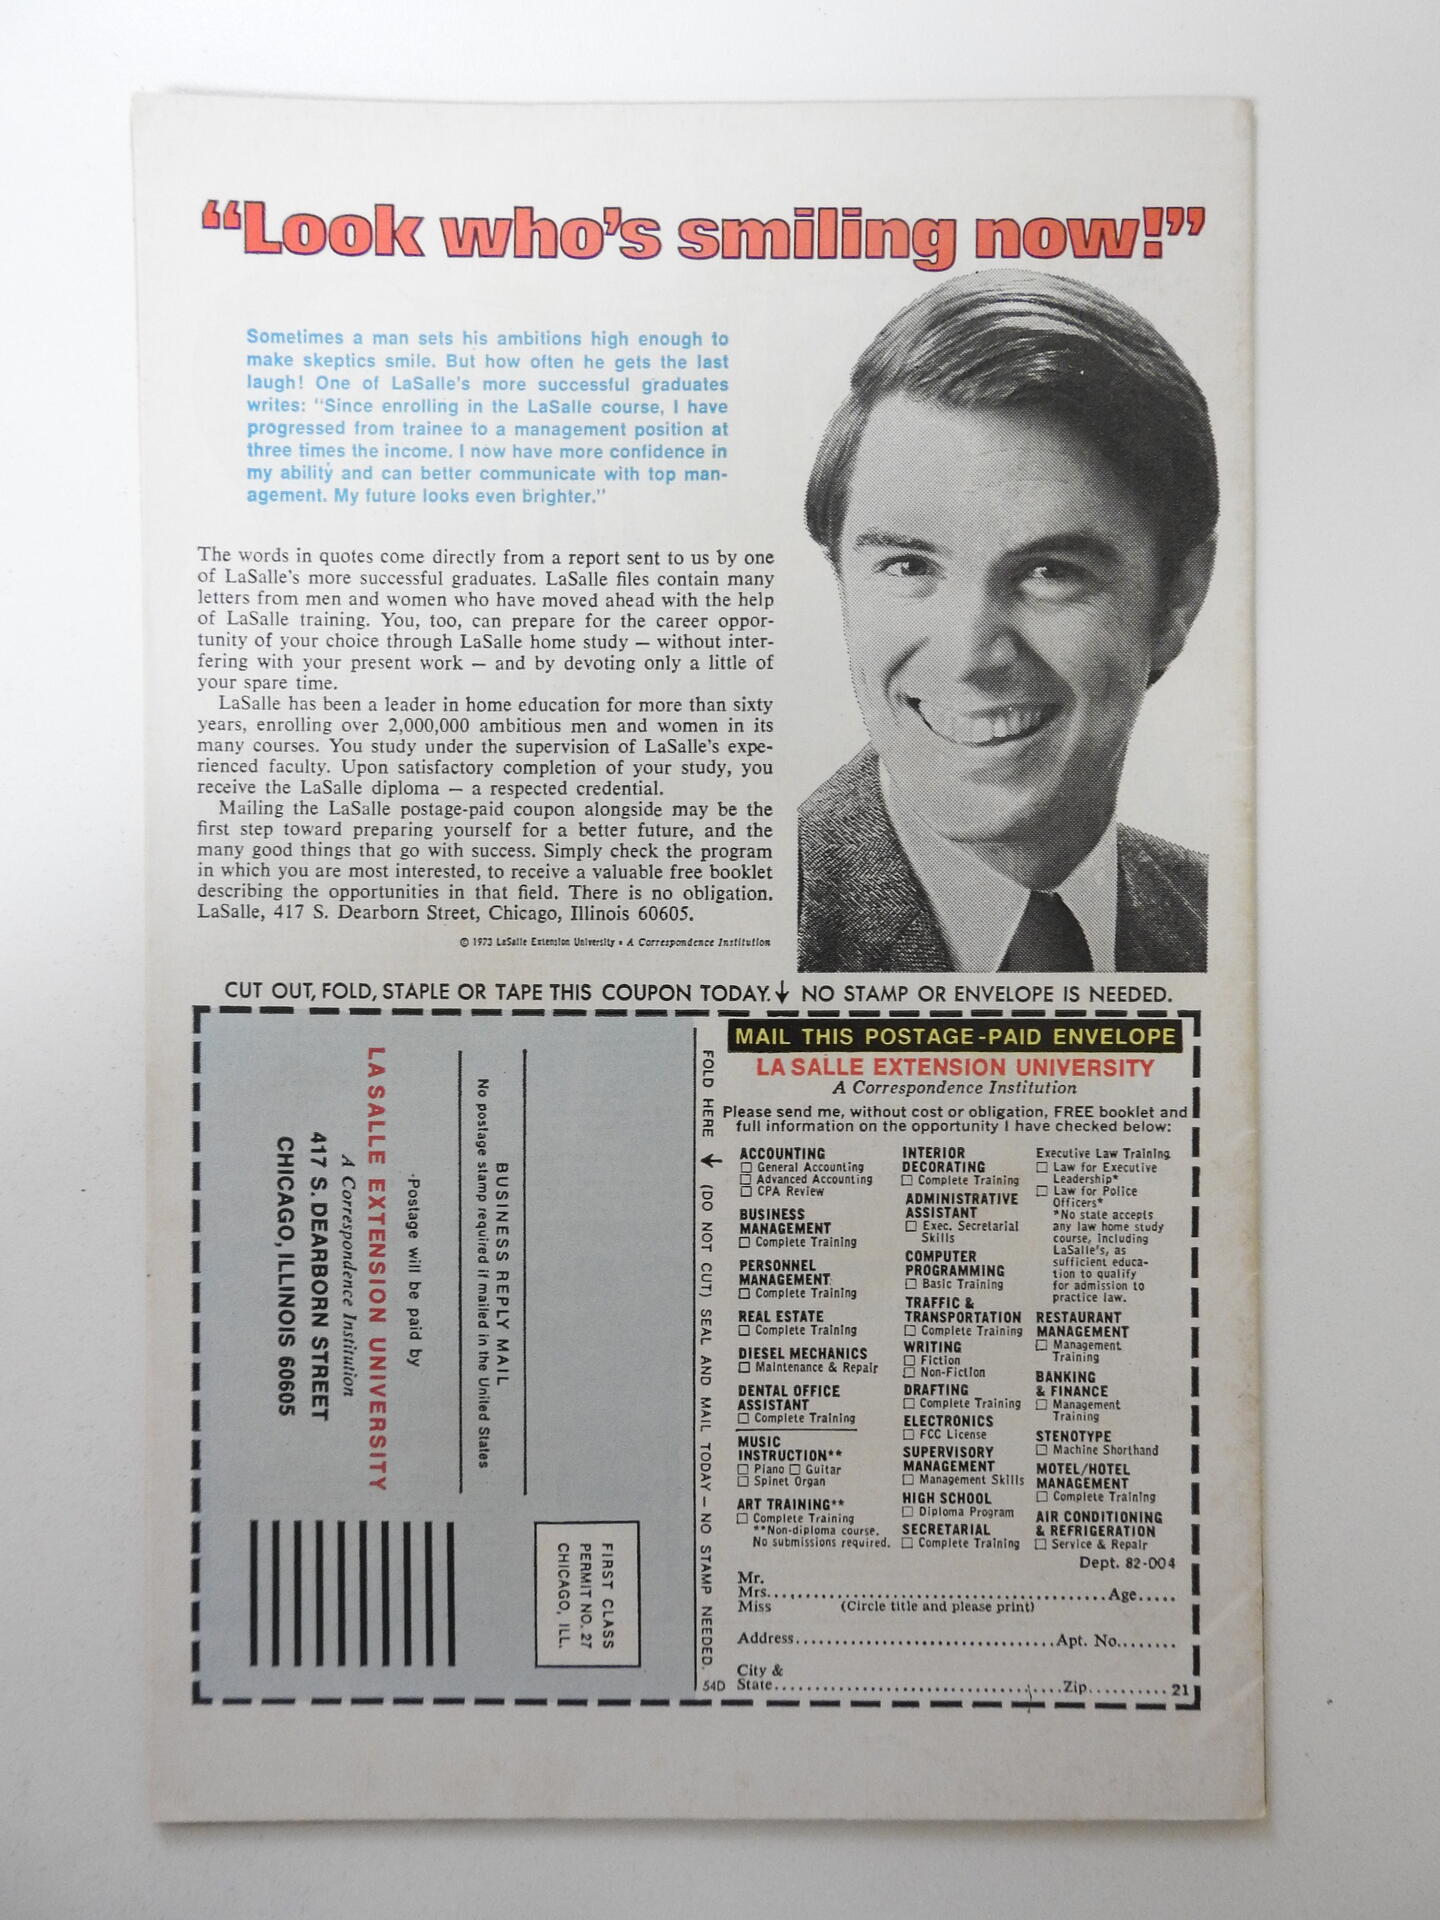 “Look who's smiling now!”
Sometimes a man sets his ambitions high enough to
make skeptics smile. But how often he gets the last
laugh! One of LaSalle's more successful graduates
writes: "Since enrolling in the LaSalle course, I have
progressed from trainee to a management position at
three times the income. I now have more confidence in
my ability and can better communicate with top man-
agement. My future looks even brighter."
The words in quotes come directly from a report sent to us by one
of LaSalle's more successful graduates. LaSalle files contain many
letters from men and women who have moved ahead with the help
of LaSalle training. You, too, can prepare for the career oppor-
tunity of your choice through LaSalle home study — without inter-
fering with your present work — and by devoting only a little of
your spare time.
LaSalle has been a leader in home education for more than sixty
years, enrolling over 2,000,000 ambitious men and women in its
many courses. You study under the supervision of LaSalle's expe-
rienced faculty. Upon satisfactory completion of your study, you
receive the LaSalle diploma — a respected credential.
Mailing the LaSalle postage-paid coupon alongside may be the
first step toward preparing yourself for a better future, and the
many good things that go with success. Simply check the program
in which you are most interested, to receive a valuable free booklet
describing the opportunities in that field. There is no obligation.
LaSalle, 417 S. Dearborn Street, Chicago, Illinois 60605.
© 1973 LaSalle Extension University • A Correspondence Institution
CUT OUT, FOLD, STAPLE OR TAPE THIS COUPON TODAY.↓ NO STAMP OR ENVELOPE IS NEEDED.
FIRST CLASS
PERMIT NO. 27
CHICAGO, ILL.
BUSINESS REPLY MAIL
No postage stamp required if mailed in the United States
Postage will be paid by
LA SALLE EXTENSION UNIVERSITY
A Correspondence Institution
417 S. DEARBORN STREET
CHICAGO, ILLINOIS 60605
FOLD HERE ↓ (DO NOT CUT) SEAL AND MAIL TODAY — NO STAMP NEEDED.
54D
MAIL THIS POSTAGE-PAID ENVELOPE
LA SALLE EXTENSION UNIVERSITY
A Correspondence Institution
Please send me, without cost or obligation, FREE booklet and
full information on the opportunity I have checked below:
ACCOUNTING
☐ General Accounting
☐ Advanced Accounting
☐ CPA Review
BUSINESS
MANAGEMENT
☐ Complete Training
PERSONNEL
MANAGEMENT
☐ Complete Training
REAL ESTATE
☐ Complete Training
DIESEL MECHANICS
☐ Maintenance & Repair
DENTAL OFFICE
ASSISTANT
☐ Complete Training
MUSIC
INSTRUCTION**
☐ Piano ☐ Guitar
☐ Spinet Organ
ART TRAINING**
☐ Complete Training
**Non-diploma course.
No submissions required.
INTERIOR
DECORATING
☐ Complete Training
ADMINISTRATIVE
ASSISTANT
☐ Exec. Secretarial
Skills
COMPUTER
PROGRAMMING
☐ Basic Training
TRAFFIC &
TRANSPORTATION
☐ Complete Training
WRITING
☐ Fiction
☐ Non-Fiction
DRAFTING
☐ Complete Training
ELECTRONICS
☐ FCC License
SUPERVISORY
MANAGEMENT
☐ Management Skills
HIGH SCHOOL
☐ Diploma Program
SECRETARIAL
☐ Complete Training
Executive Law Training
☐ Law for Executive
Leadership*
☐ Law for Police
Officers*
*No state accepts
any law home study
course, including
LaSalle's, as
sufficient educa-
tion to qualify
for admission to
practice law.
RESTAURANT
MANAGEMENT
☐ Management
Training
BANKING
& FINANCE
☐ Management
Training
STENOTYPE
☐ Machine Shorthand
MOTEL/HOTEL
MANAGEMENT
☐ Complete Training
AIR CONDITIONING
& REFRIGERATION
☐ Service & Repair
Dept. 82-004
Mr.
Mrs. Age
Miss (Circle title and please print)
Address Apt. No.
City &
State Zip 21